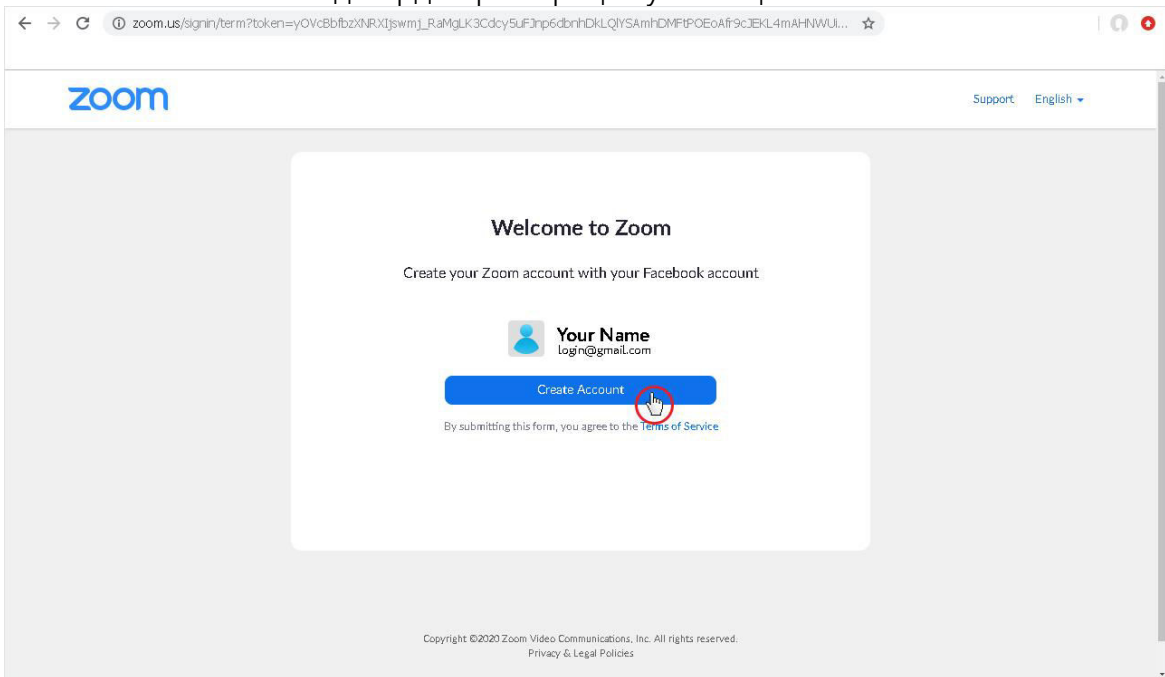 zoom.us/signin/term?token=yOVcBbfbzXNRXIJswmj_RaMgLK3Cdcy5uFJnp6dbnhDkLQlYSAmhDMFtPOEoAfr9cJEKL4mAHNWUi...
zoom
Support English
Welcome to Zoom
Create your Zoom account with your Facebook account
Your Name
login@gmail.com
Create Account
By submitting this form, you agree to the Terms of Service
Copyright ©2020 Zoom Video Communications, Inc. All rights reserved.
Privacy & Legal Policies